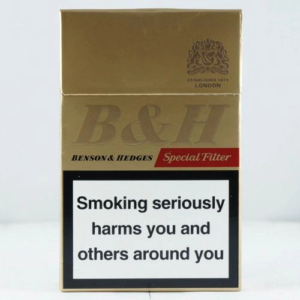 ESTABLISHED 1873
LONDON
B&H
BENSON & HEDGES Special Filter
Smoking seriously
harms you and
others around you